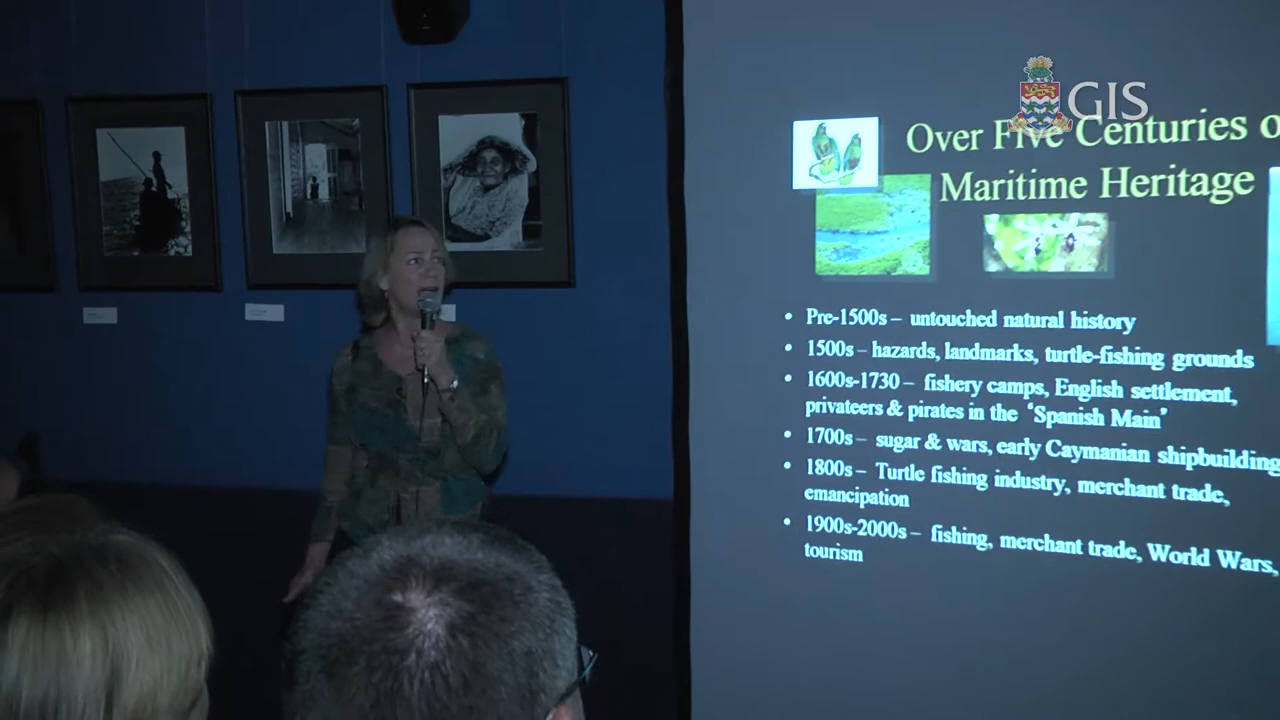 GIS
Over Five Centuries o
Maritime Heritage
• Pre-1500s – untouched natural history
• 1500s – hazards, landmarks, turtle-fishing grounds
• 1600s-1730 – fishery camps, English settlement,
privateers & pirates in the ‘Spanish Main’
• 1700s – sugar & wars, early Caymanian shipbuilding
• 1800s – Turtle fishing industry, merchant trade,
emancipation
• 1900s-2000s – fishing, merchant trade, World Wars,
tourism